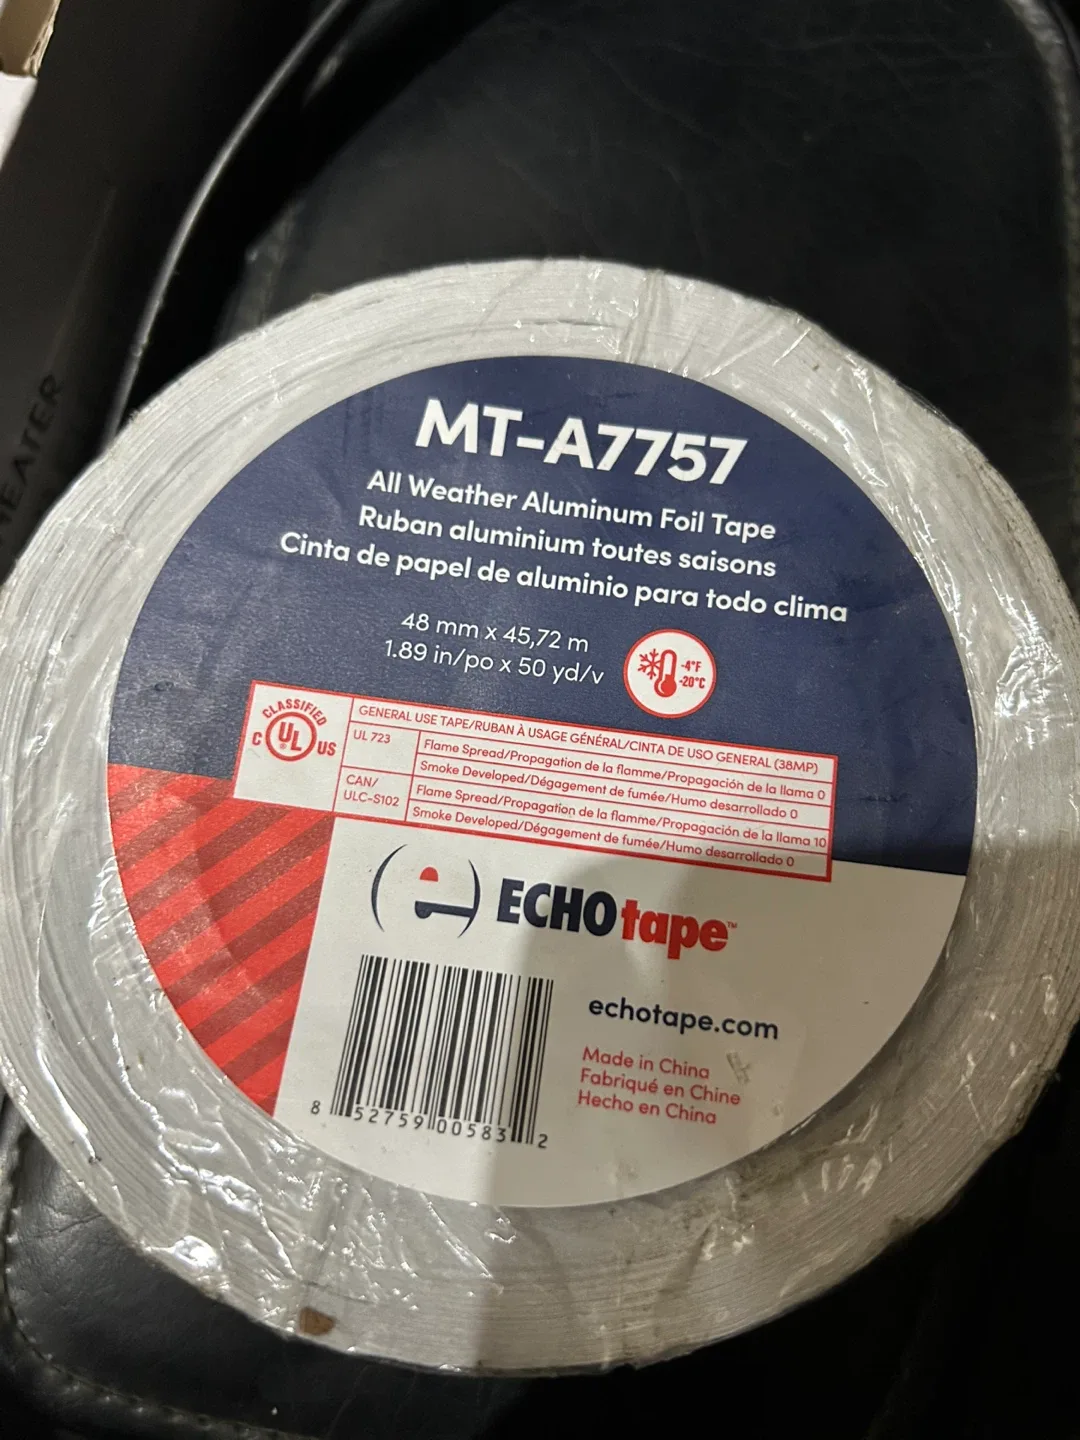 MT-A7757
All Weather Aluminum Foil Tape
Ruban aluminium toutes saisons
Cinta de papel de aluminio para todo clima
48 mm x 45,72 m
1.89 in/po x 50 yd/v
-4°F
-20°C
CLASSIFIED
C UL® US
GENERAL USE TAPE/RUBAN À USAGE GÉNÉRAL/CINTA DE USO GENERAL (38MP)
UL 723
Flame Spread/Propagation de la flamme/Propagación de la llama 0
Smoke Developed/Dégagement de fumée/Humo desarrollado 0
CAN/
ULC-S102
Flame Spread/Propagation de la flamme/Propagación de la llama 10
Smoke Developed/Dégagement de fumée/Humo desarrollado 0
ECHOtape™
echotape.com
Made in China
Fabriqué en Chine
Hecho en China
8 52759 00583 2
HEATER